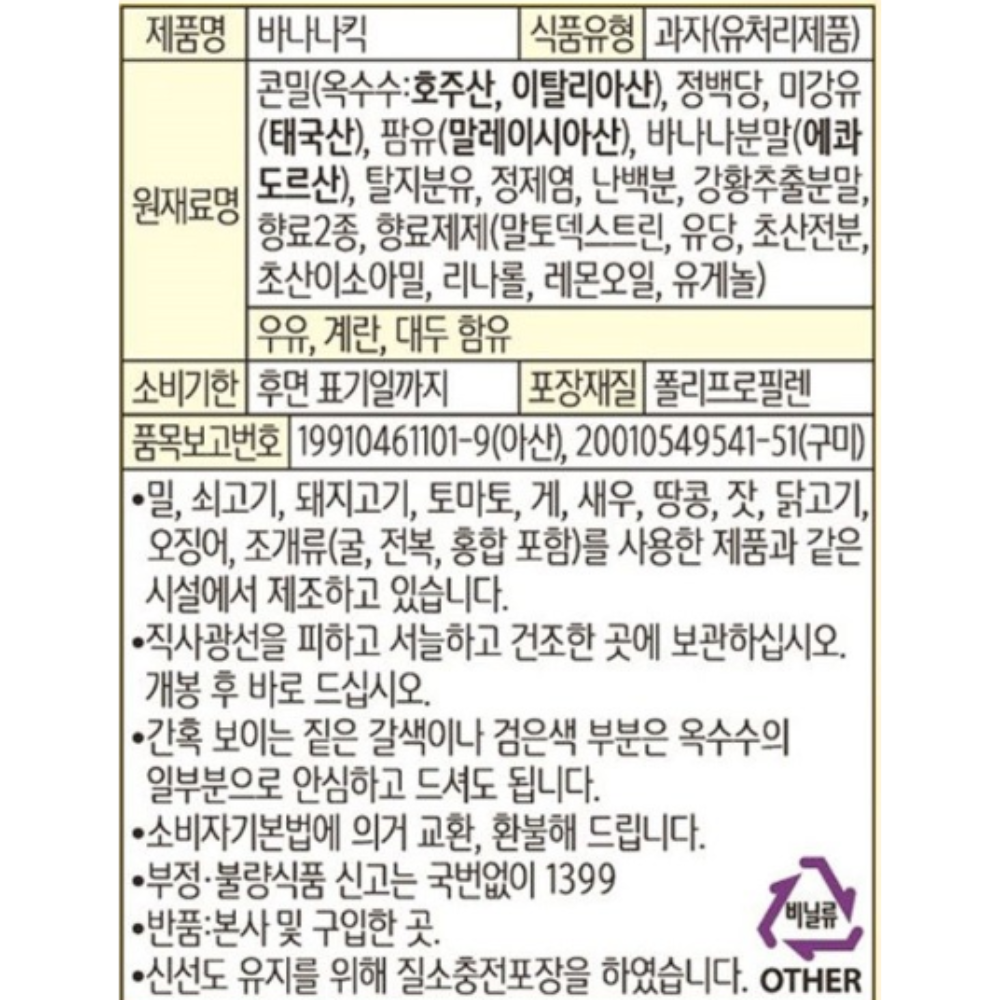 제품명 바나나킥 식품유형 과자(유처리제품)
원재료명
콘밀(옥수수:호주산, 이탈리아산), 정백당, 미강유
(태국산), 팜유(말레이시아산), 바나나분말(에콰
도르산), 탈지분유, 정제염, 난백분, 강황추출분말,
향료2종, 향료제제(말토덱스트린, 유당, 초산전분,
초산이소아밀, 리나롤, 레몬오일, 유게놀)
우유, 계란, 대두 함유
소비기한 후면 표기일까지 포장재질 폴리프로필렌
품목보고번호 19910461101-9(아산), 20010549541-51(구미)
•밀, 쇠고기, 돼지고기, 토마토, 게, 새우, 땅콩, 잣, 닭고기,
오징어, 조개류(굴, 전복, 홍합 포함)를 사용한 제품과 같은
시설에서 제조하고 있습니다.
•직사광선을 피하고 서늘하고 건조한 곳에 보관하십시오.
개봉 후 바로 드십시오.
•간혹 보이는 짙은 갈색이나 검은색 부분은 옥수수의
일부분으로 안심하고 드셔도 됩니다.
•소비자기본법에 의거 교환, 환불해 드립니다.
•부정·불량식품 신고는 국번없이 1399
•반품:본사 및 구입한 곳.
•신선도 유지를 위해 질소충전포장을 하였습니다.
비닐류
OTHER